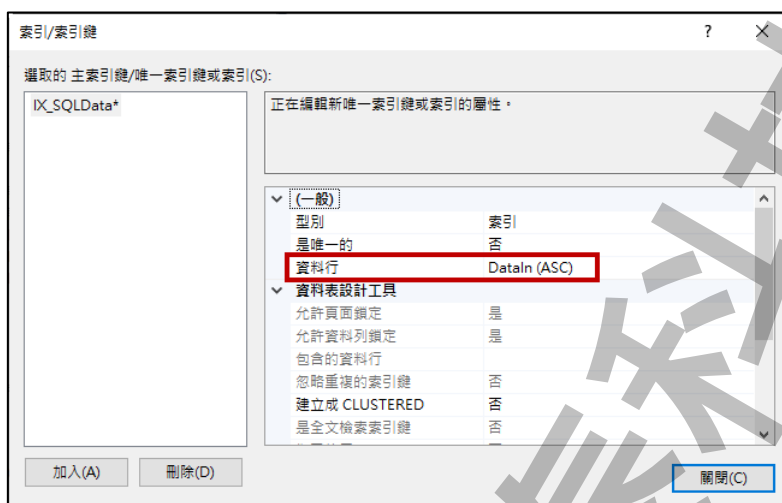 索引/索引鍵 ? ×
選取的 主索引鍵/唯一索引鍵或索引(S):
IX_SQLData*
正在編輯新唯一索引鍵或索引的屬性。
(一般)
型別 索引
是唯一的 否
資料行 DataIn (ASC)
資料表設計工具
允許頁面鎖定 是
允許資料列鎖定 是
包含的資料行
忽略重複的索引鍵 否
建立成 CLUSTERED 否
是全文檢索索引鍵 否
加入(A) 刪除(D) 關閉(C)